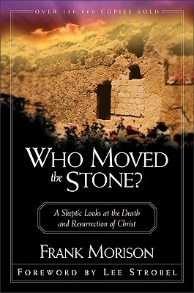 OVER 180,000 COPIES SOLD
WHO MOVED
the STONE?
A Skeptic Looks at the Death
and Resurrection of Christ
FRANK MORISON
FOREWORD BY LEE STROBEL